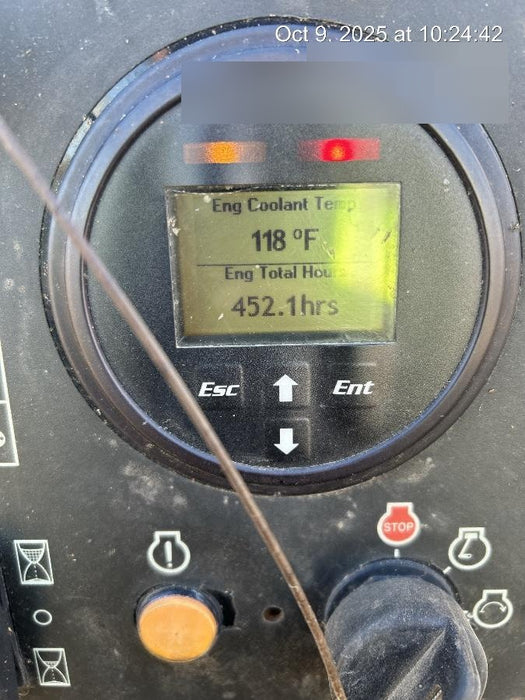 Oct 9, 2025 at 10:24:42
Eng Coolant Temp
118 °F
Eng Total Hours
452.1hrs
Esc
Ent
STOP